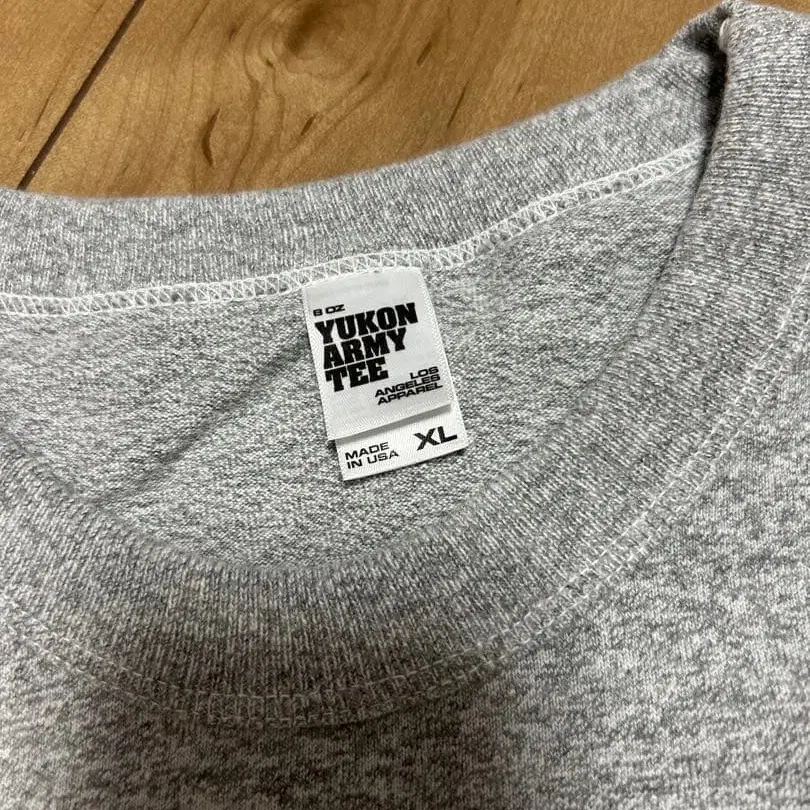 8 OZ
YUKON
ARMY
TEE
LOS
ANGELES
APPAREL
MADE
IN USA
XL